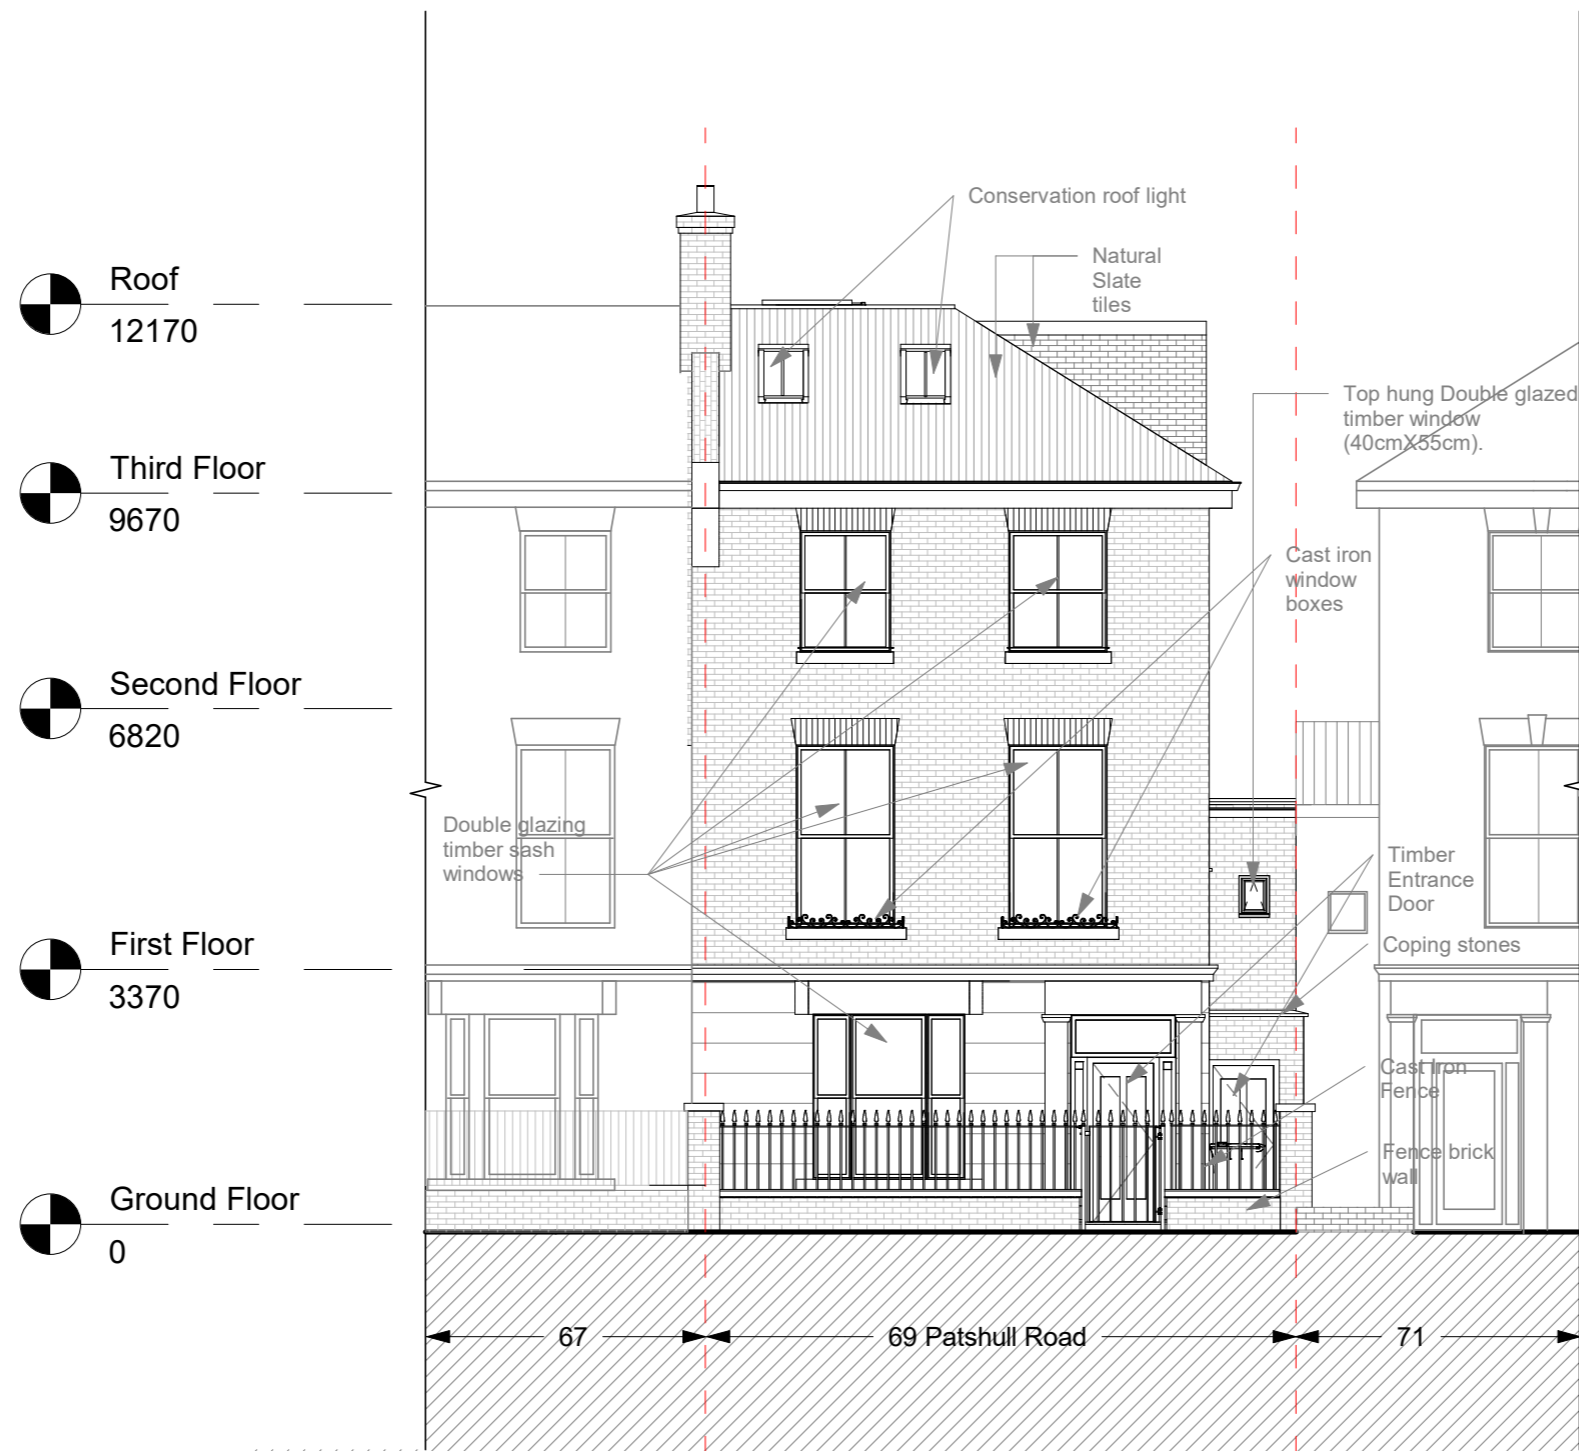 Conservation roof light
Natural
Slate
tiles
Roof
12170
Top hung Double glazed
timber window
(40cmX55cm).
Third Floor
9670
Cast iron
window
boxes
Second Floor
6820
Double glazing
timber sash
windows
Timber
Entrance
Door
First Floor
3370
Coping stones
Cast Iron
Fence
Fence brick
wall
Ground Floor
0
67
69 Patshull Road
71